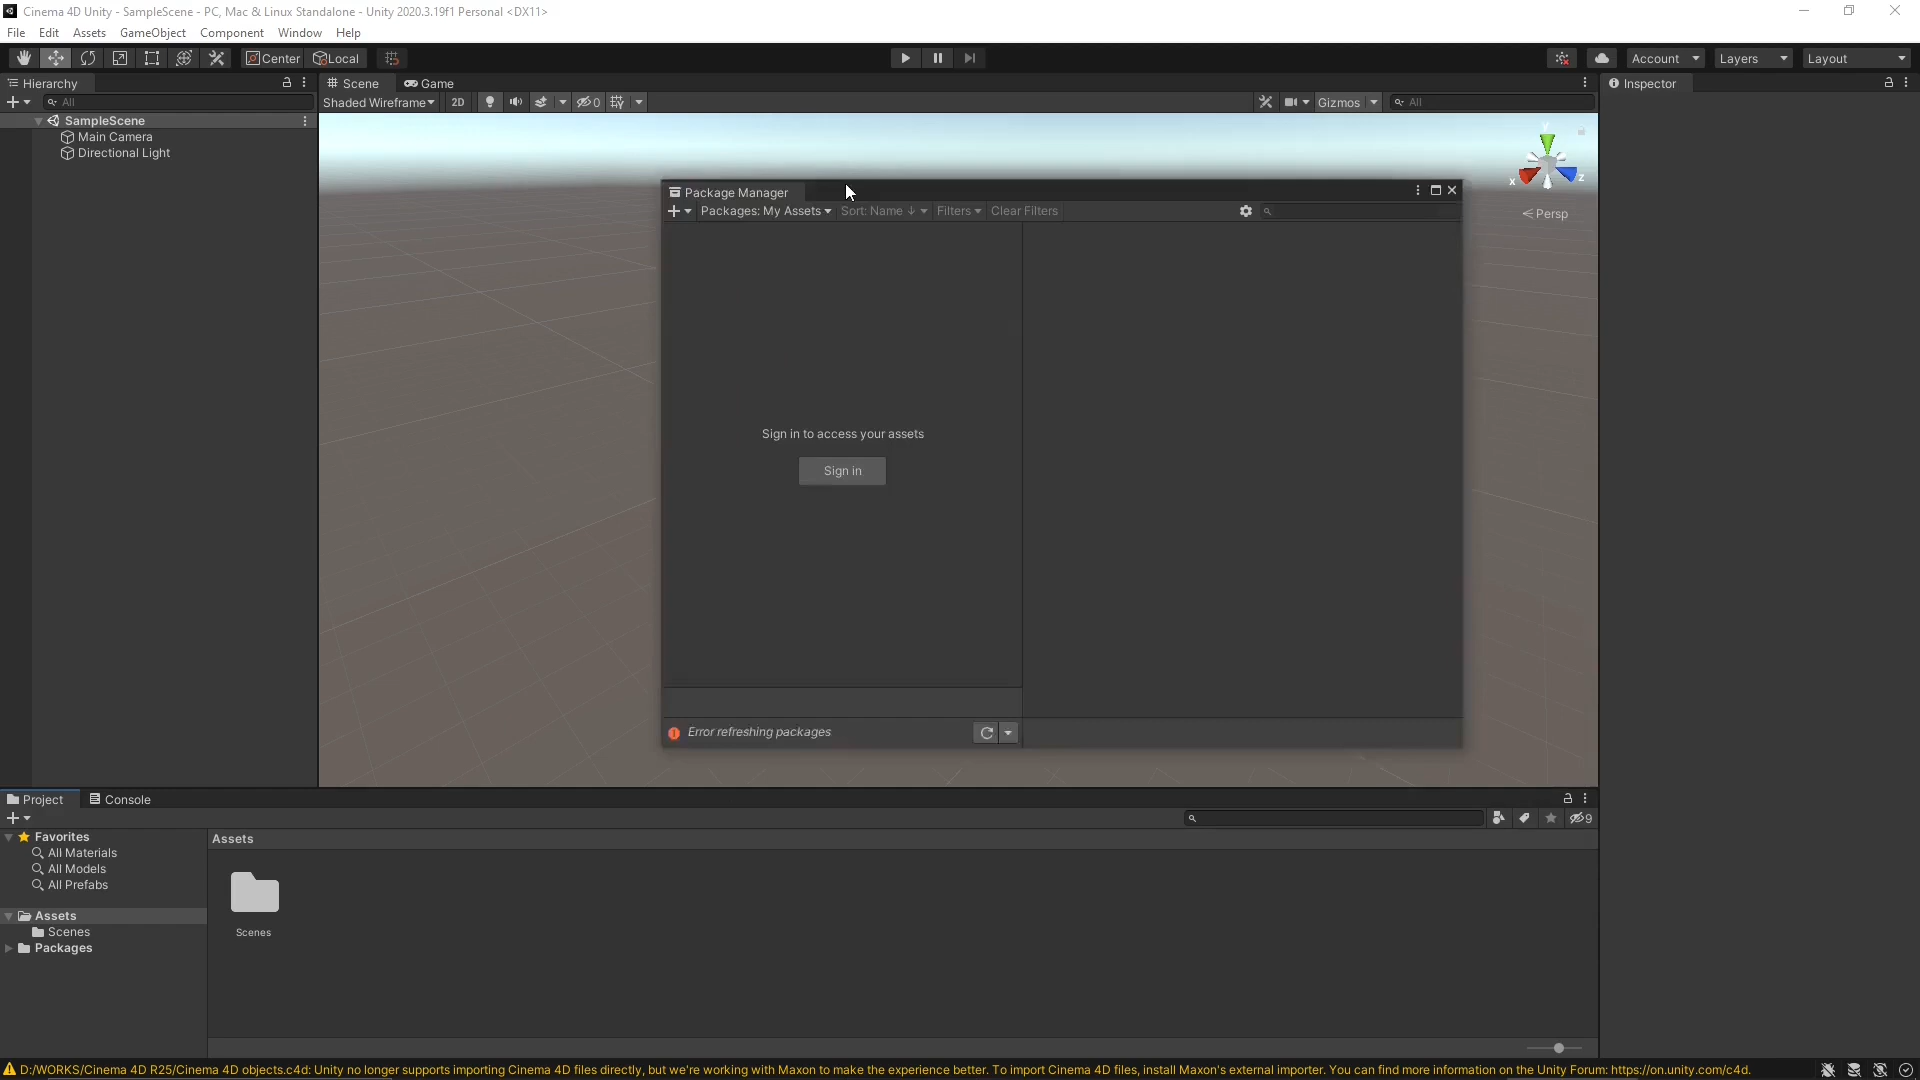 Cinema 4D Unity - SampleScene - PC, Mac & Linux Standalone - Unity 2020.3.19f1 Personal <DX11>
File Edit Assets GameObject Component Window Help
Center Local Account Layers Layout
Hierarchy Scene Game Inspector
All Shaded Wireframe 2D 0 Gizmos All
SampleScene
Main Camera
Directional Light
y
x z
Persp
Package Manager
Packages: My Assets Sort: Name ↓ Filters Clear Filters
Sign in to access your assets
Sign in
Error refreshing packages
Project Console
9
Favorites
All Materials
All Models
All Prefabs
Assets
Scenes
Packages
Assets
Scenes
D:/WORKS/Cinema 4D R25/Cinema 4D objects.c4d: Unity no longer supports importing Cinema 4D files directly, but we're working with Maxon to make the experience better. To import Cinema 4D files, install Maxon's external importer. You can find more information on the Unity Forum: https://on.unity.com/c4d.